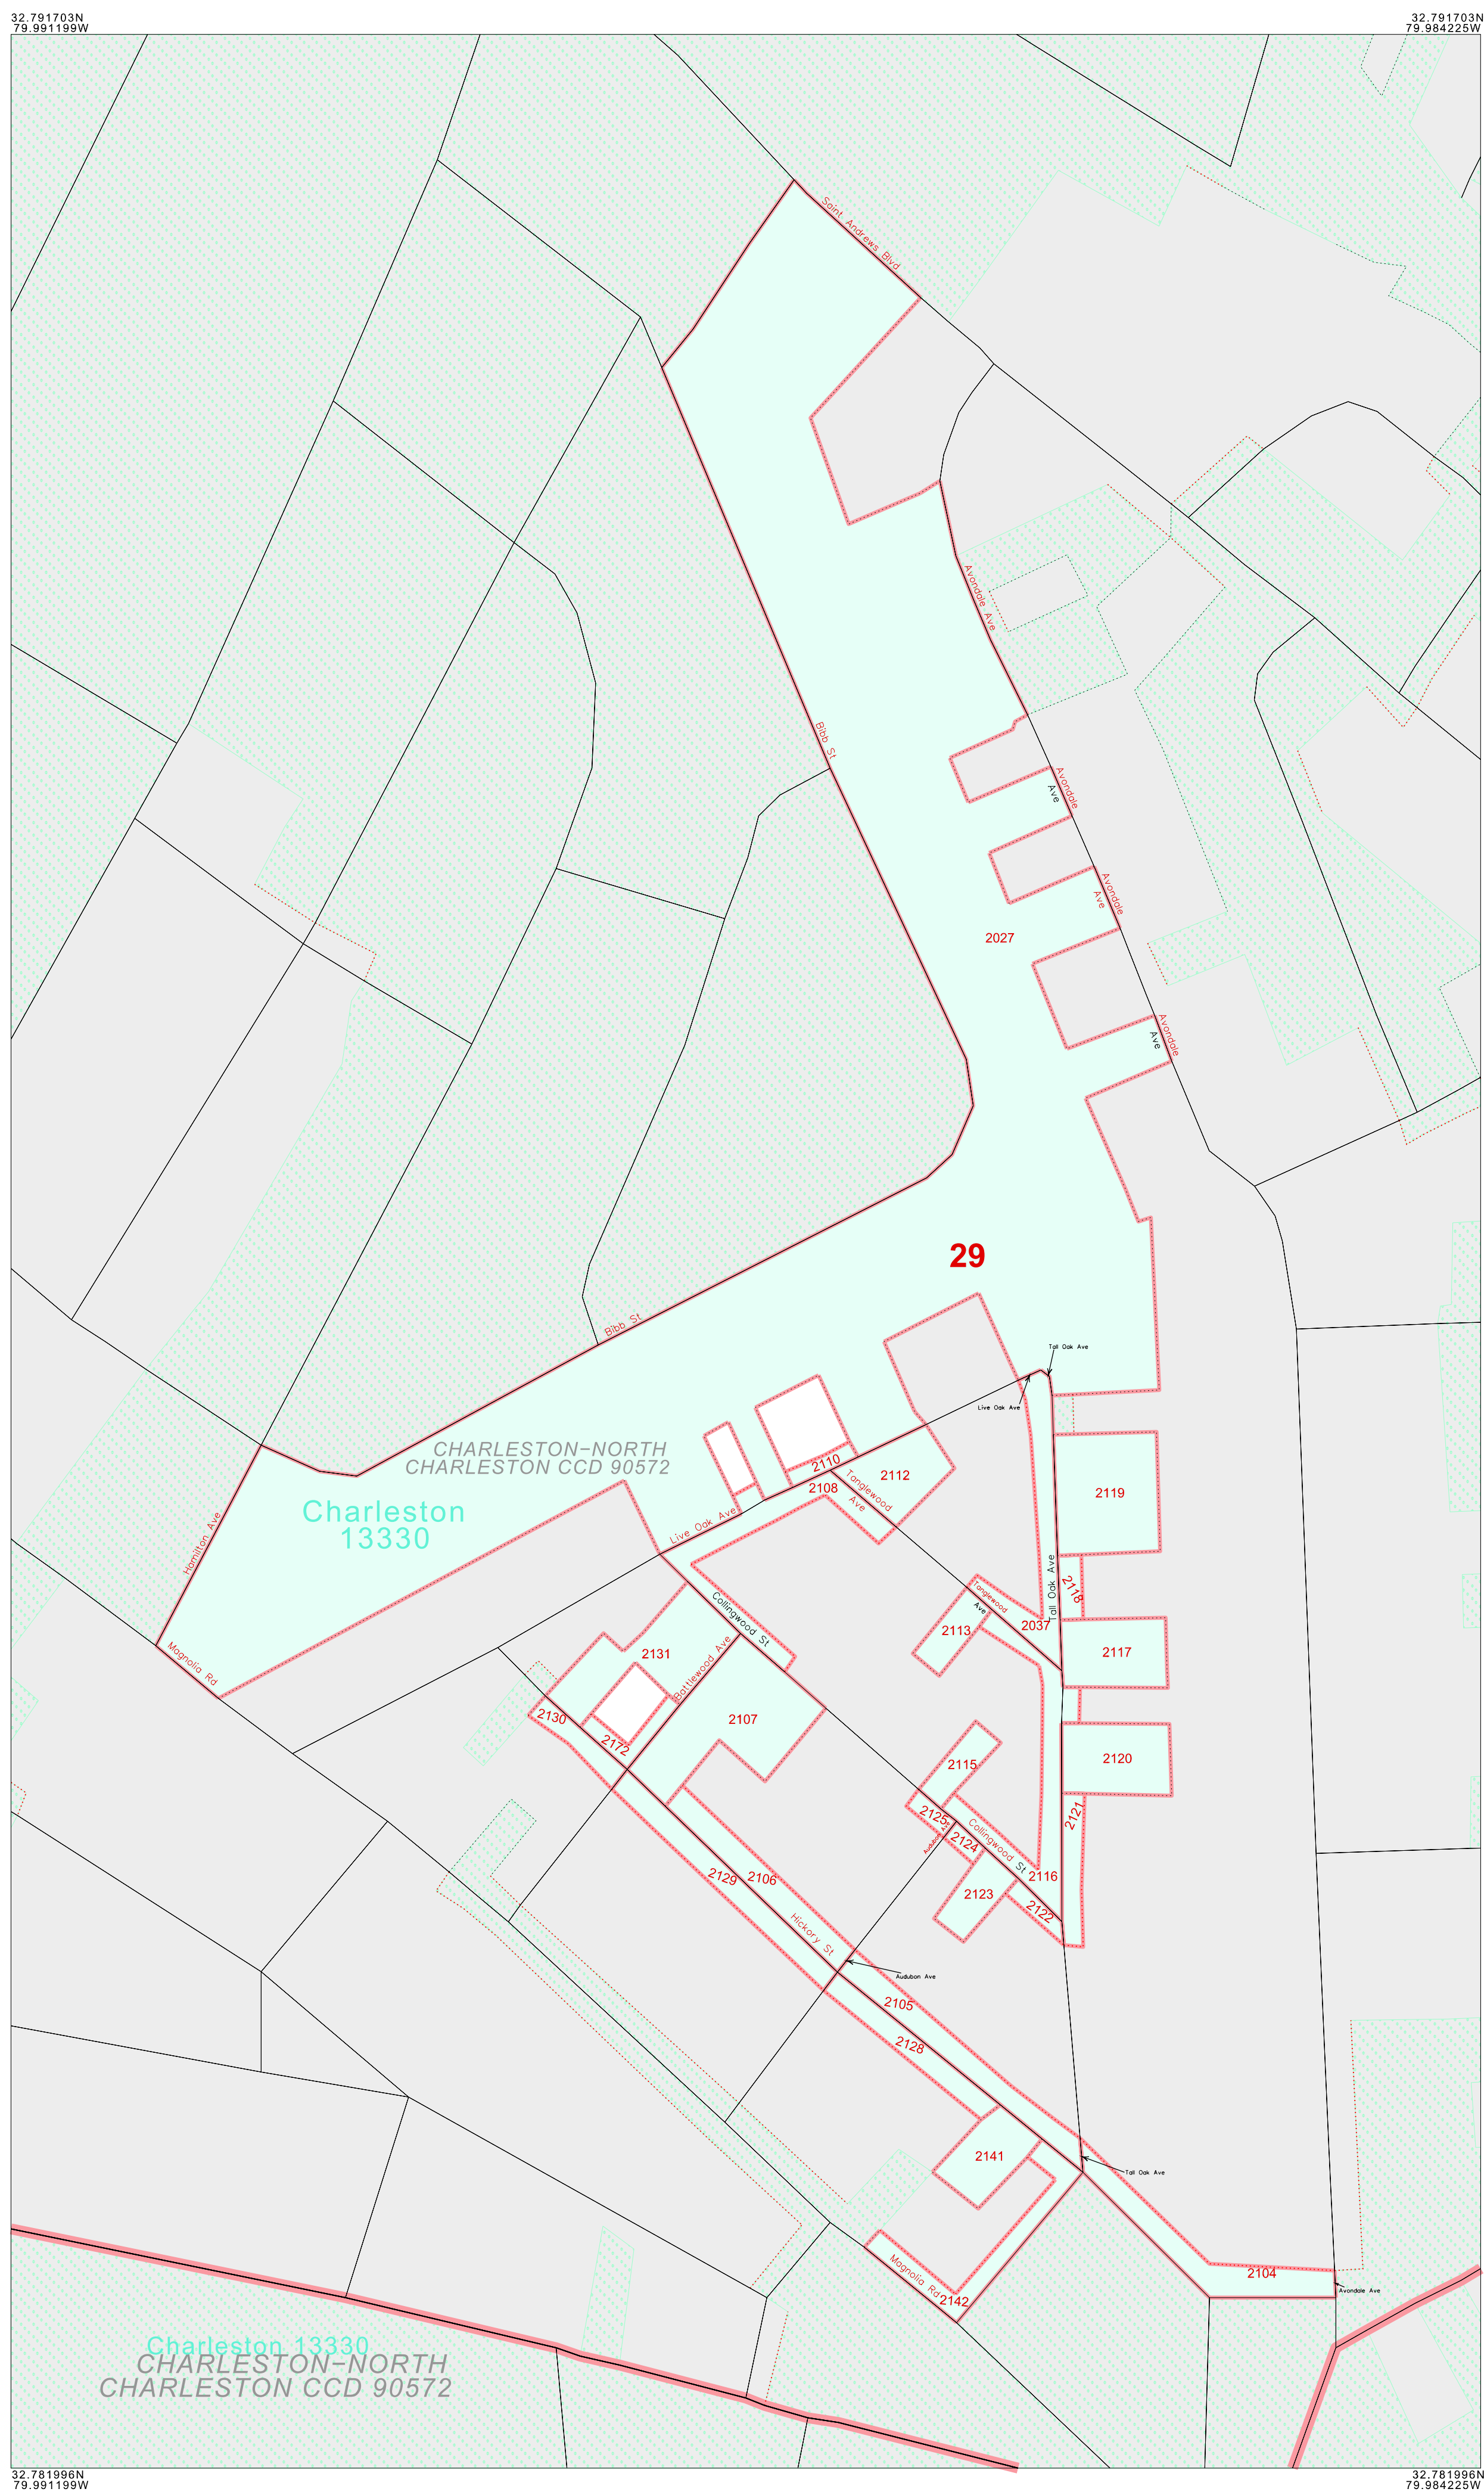 32.791703N
79.991199W
32.791703N
79.984225W
Saint Andrews Blvd
Avondale Ave
Bibb St
Avondale
Ave
Avondale
Ave
2027
Avondale
Ave
29
Bibb St
Tall Oak Ave
Live Oak Ave
CHARLESTON-NORTH
CHARLESTON CCD 90572
Charleston
13330
2110
2112
Tanglewood
Ave
2108
2119
Live Oak Ave
Hamilton Ave
Tall Oak Ave
2118
Tanglewood
Ave
Collingwood St
2037
2113
2117
Magnolia Rd
2131
Battlewood Ave
2130
2107
2172
2115
2120
2121
2125
2124
Collingwood St
2116
2129
2106
2123
2122
Hickory St
Audubon Ave
2105
2128
2141
Tall Oak Ave
Magnolia Rd
2142
2104
Avondale Ave
Charleston 13330
CHARLESTON-NORTH
CHARLESTON CCD 90572
32.781996N
79.991199W
32.781996N
79.984225W